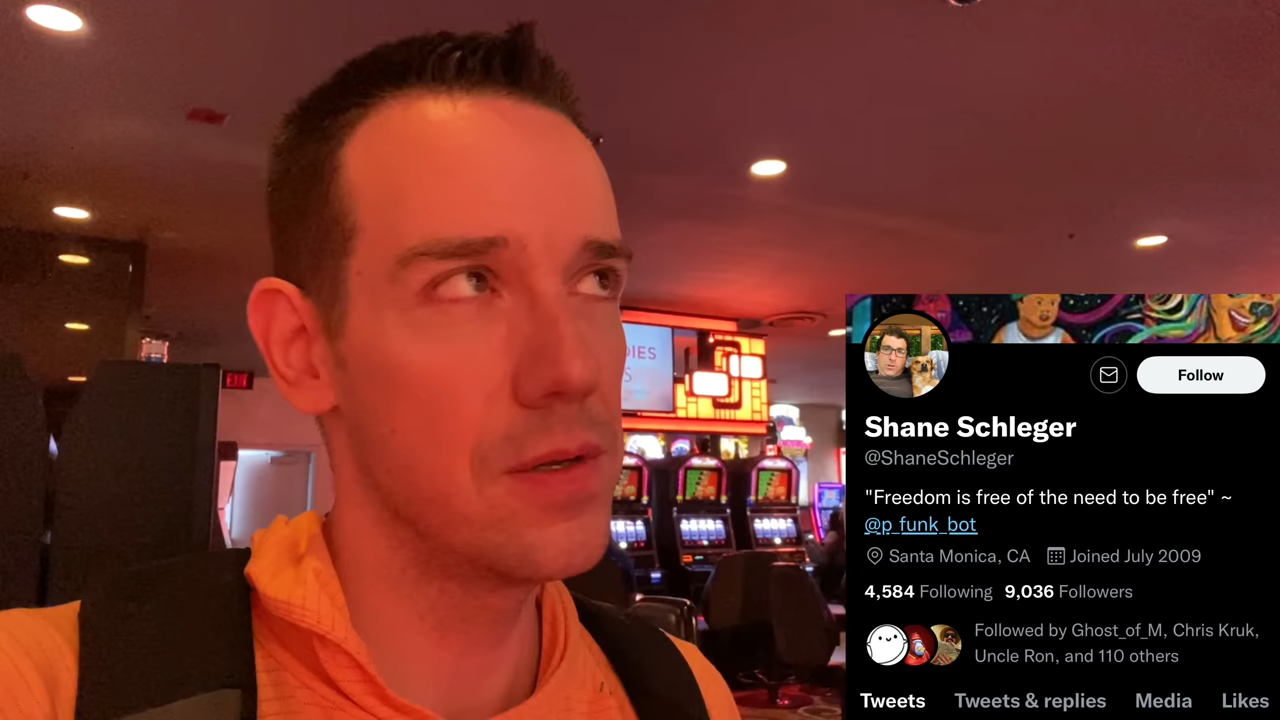 DIES
S
EXIT
Follow
Shane Schleger
@ShaneSchleger
"Freedom is free of the need to be free" ~
@p_funk_bot
Santa Monica, CA Joined July 2009
4,584 Following 9,036 Followers
Followed by Ghost_of_M, Chris Kruk,
Uncle Ron, and 110 others
Tweets Tweets & replies Media Likes